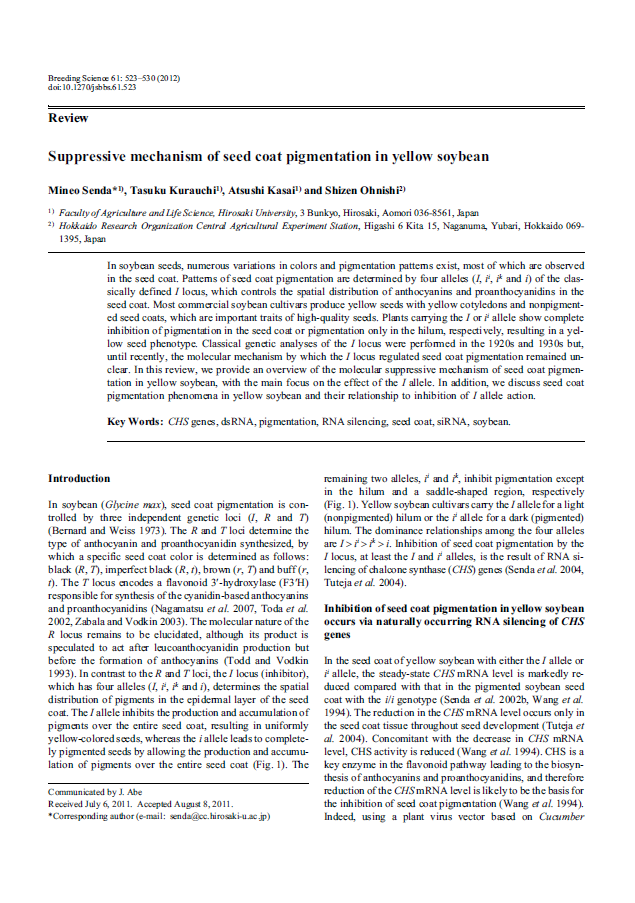 Breeding Science 61: 523–530 (2012)
doi:10.1270/jsbbs.61.523
Review
Suppressive mechanism of seed coat pigmentation in yellow soybean
Mineo Senda*¹⁾, Tasuku Kurauchi¹⁾, Atsushi Kasai¹⁾ and Shizen Ohnishi²⁾
¹⁾ Faculty of Agriculture and Life Science, Hirosaki University, 3 Bunkyo, Hirosaki, Aomori 036-8561, Japan
²⁾ Hokkaido Research Organization Central Agricultural Experiment Station, Higashi 6 Kita 15, Naganuma, Yubari, Hokkaido 069-
1395, Japan
In soybean seeds, numerous variations in colors and pigmentation patterns exist, most of which are observed
in the seed coat. Patterns of seed coat pigmentation are determined by four alleles (I, iⁱ, iᵏ and i) of the clas-
sically defined I locus, which controls the spatial distribution of anthocyanins and proanthocyanidins in the
seed coat. Most commercial soybean cultivars produce yellow seeds with yellow cotyledons and nonpigment-
ed seed coats, which are important traits of high-quality seeds. Plants carrying the I or iⁱ allele show complete
inhibition of pigmentation in the seed coat or pigmentation only in the hilum, respectively, resulting in a yel-
low seed phenotype. Classical genetic analyses of the I locus were performed in the 1920s and 1930s but,
until recently, the molecular mechanism by which the I locus regulated seed coat pigmentation remained un-
clear. In this review, we provide an overview of the molecular suppressive mechanism of seed coat pigmen-
tation in yellow soybean, with the main focus on the effect of the I allele. In addition, we discuss seed coat
pigmentation phenomena in yellow soybean and their relationship to inhibition of I allele action.
Key Words: CHS genes, dsRNA, pigmentation, RNA silencing, seed coat, siRNA, soybean.
Introduction
In soybean (Glycine max), seed coat pigmentation is con-
trolled by three independent genetic loci (I, R and T)
(Bernard and Weiss 1973). The R and T loci determine the
type of anthocyanin and proanthocyanidin synthesized, by
which a specific seed coat color is determined as follows:
black (R, T), imperfect black (R, t), brown (r, T) and buff (r,
t). The T locus encodes a flavonoid 3′-hydroxylase (F3′H)
responsible for synthesis of the cyanidin-based anthocyanins
and proanthocyanidins (Nagamatsu et al. 2007, Toda et al.
2002, Zabala and Vodkin 2003). The molecular nature of the
R locus remains to be elucidated, although its product is
speculated to act after leucoanthocyanidin production but
before the formation of anthocyanins (Todd and Vodkin
1993). In contrast to the R and T loci, the I locus (inhibitor),
which has four alleles (I, iⁱ, iᵏ and i), determines the spatial
distribution of pigments in the epidermal layer of the seed
coat. The I allele inhibits the production and accumulation of
pigments over the entire seed coat, resulting in uniformly
yellow-colored seeds, whereas the i allele leads to complete-
ly pigmented seeds by allowing the production and accumu-
lation of pigments over the entire seed coat (Fig. 1). The
Communicated by J. Abe
Received July 6, 2011. Accepted August 8, 2011.
*Corresponding author (e-mail: senda@cc.hirosaki-u.ac.jp)
remaining two alleles, iⁱ and iᵏ, inhibit pigmentation except
in the hilum and a saddle-shaped region, respectively
(Fig. 1). Yellow soybean cultivars carry the I allele for a light
(nonpigmented) hilum or the iⁱ allele for a dark (pigmented)
hilum. The dominance relationships among the four alleles
are I > iⁱ > iᵏ > i. Inhibition of seed coat pigmentation by the
I locus, at least the I and iⁱ alleles, is the result of RNA si-
lencing of chalcone synthase (CHS) genes (Senda et al. 2004,
Tuteja et al. 2004).
Inhibition of seed coat pigmentation in yellow soybean
occurs via naturally occurring RNA silencing of CHS
genes
In the seed coat of yellow soybean with either the I allele or
iⁱ allele, the steady-state CHS mRNA level is markedly re-
duced compared with that in the pigmented soybean seed
coat with the i/i genotype (Senda et al. 2002b, Wang et al.
1994). The reduction in the CHS mRNA level occurs only in
the seed coat tissue throughout seed development (Tuteja et
al. 2004). Concomitant with the decrease in CHS mRNA
level, CHS activity is reduced (Wang et al. 1994). CHS is a
key enzyme in the flavonoid pathway leading to the biosyn-
thesis of anthocyanins and proanthocyanidins, and therefore
reduction of the CHS mRNA level is likely to be the basis for
the inhibition of seed coat pigmentation (Wang et al. 1994).
Indeed, using a plant virus vector based on Cucumber